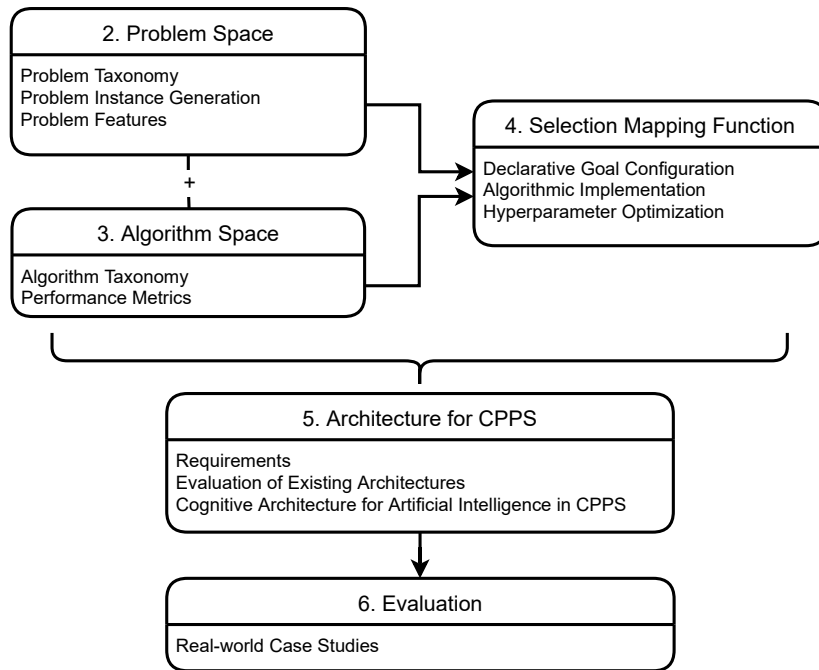 2. Problem Space
Problem Taxonomy
Problem Instance Generation
Problem Features
+
3. Algorithm Space
Algorithm Taxonomy
Performance Metrics
4. Selection Mapping Function
Declarative Goal Configuration
Algorithmic Implementation
Hyperparameter Optimization
5. Architecture for CPPS
Requirements
Evaluation of Existing Architectures
Cognitive Architecture for Artificial Intelligence in CPPS
6. Evaluation
Real-world Case Studies